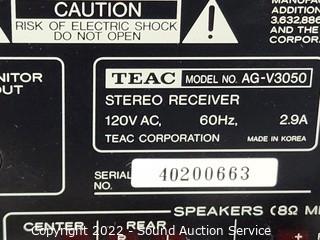 CAUTION
RISK OF ELECTRIC SHOCK
DO NOT OPEN
ADDITION
3,632,886
AND THE
CORPORA
NITOR
OUT
TEAC MODEL NO. AG-V3050
STEREO RECEIVER
120V AC, 60Hz, 2.9A
TEAC CORPORATION MADE IN KOREA
SERIAL NO. 40200663
SPEAKERS (8Ω MI
CENTER REAR
Copyright 2022 - Sound Auction Service